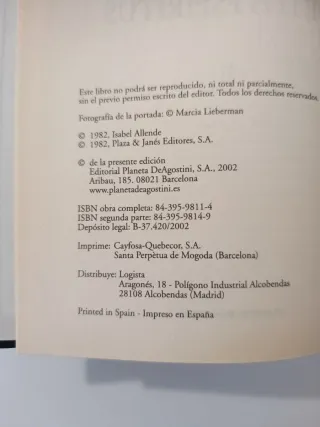 Este libro no podrá ser reproducido, ni total ni parcialmente,
sin el previo permiso escrito del editor. Todos los derechos reservados
Fotografía de la portada: © Marcia Lieberman
© 1982, Isabel Allende
© 1982, Plaza & Janés Editores, S.A.
© de la presente edición
Editorial Planeta DeAgostini, S.A., 2002
Aribau, 185. 08021 Barcelona
www.planetadeagostini.es
ISBN obra completa: 84-395-9811-4
ISBN segunda parte: 84-395-9814-9
Depósito legal: B-37.420/2002
Imprime: Cayfosa-Quebecor, S.A.
Santa Perpètua de Mogoda (Barcelona)
Distribuye: Logista
Aragonés, 18 - Polígono Industrial Alcobendas
28108 Alcobendas (Madrid)
Printed in Spain - Impreso en España